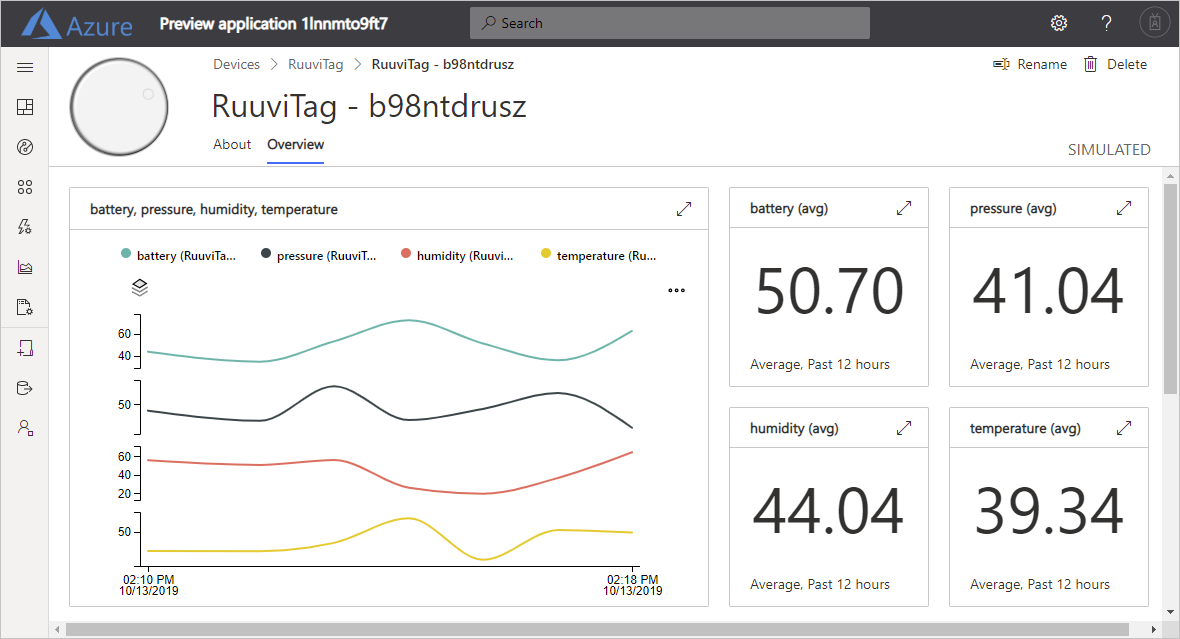 Azure Preview application 1lnnmto9ft7 Search ?
Devices > RuuviTag > RuuviTag - b98ntdrusz Rename Delete
RuuviTag - b98ntdrusz
About Overview
SIMULATED
battery, pressure, humidity, temperature
battery (RuuviTa... pressure (RuuviT... humidity (Ruuvi... temperature (Ru...
60
40
50
60
40
20
50
02:10 PM 02:18 PM
10/13/2019 10/13/2019
battery (avg)
50.70
Average, Past 12 hours
pressure (avg)
41.04
Average, Past 12 hours
humidity (avg)
44.04
Average, Past 12 hours
temperature (avg)
39.34
Average, Past 12 hours